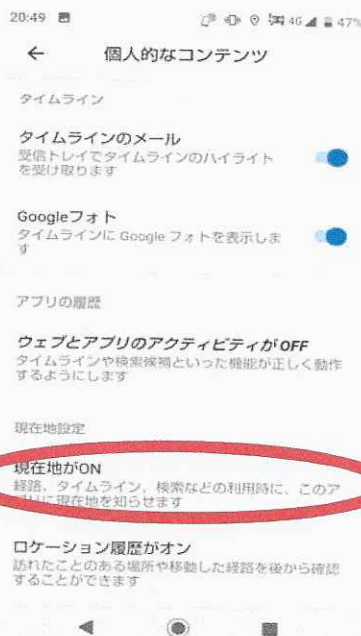 20:49 4G 47%
個人的なコンテンツ
タイムライン
タイムラインのメール
受信トレイでタイムラインのハイライト
を受け取ります
Googleフォト
タイムラインに Google フォトを表示しま
す
アプリの履歴
ウェブとアプリのアクティビティが OFF
タイムラインや検索候補といった機能が正しく動作
するようにします
現在地設定
現在地がON
経路、タイムライン、検索などの利用時に、このア
プリに現在地を知らせます
ロケーション履歴がオン
訪れたことのある場所や移動した経路を後から確認
することができます